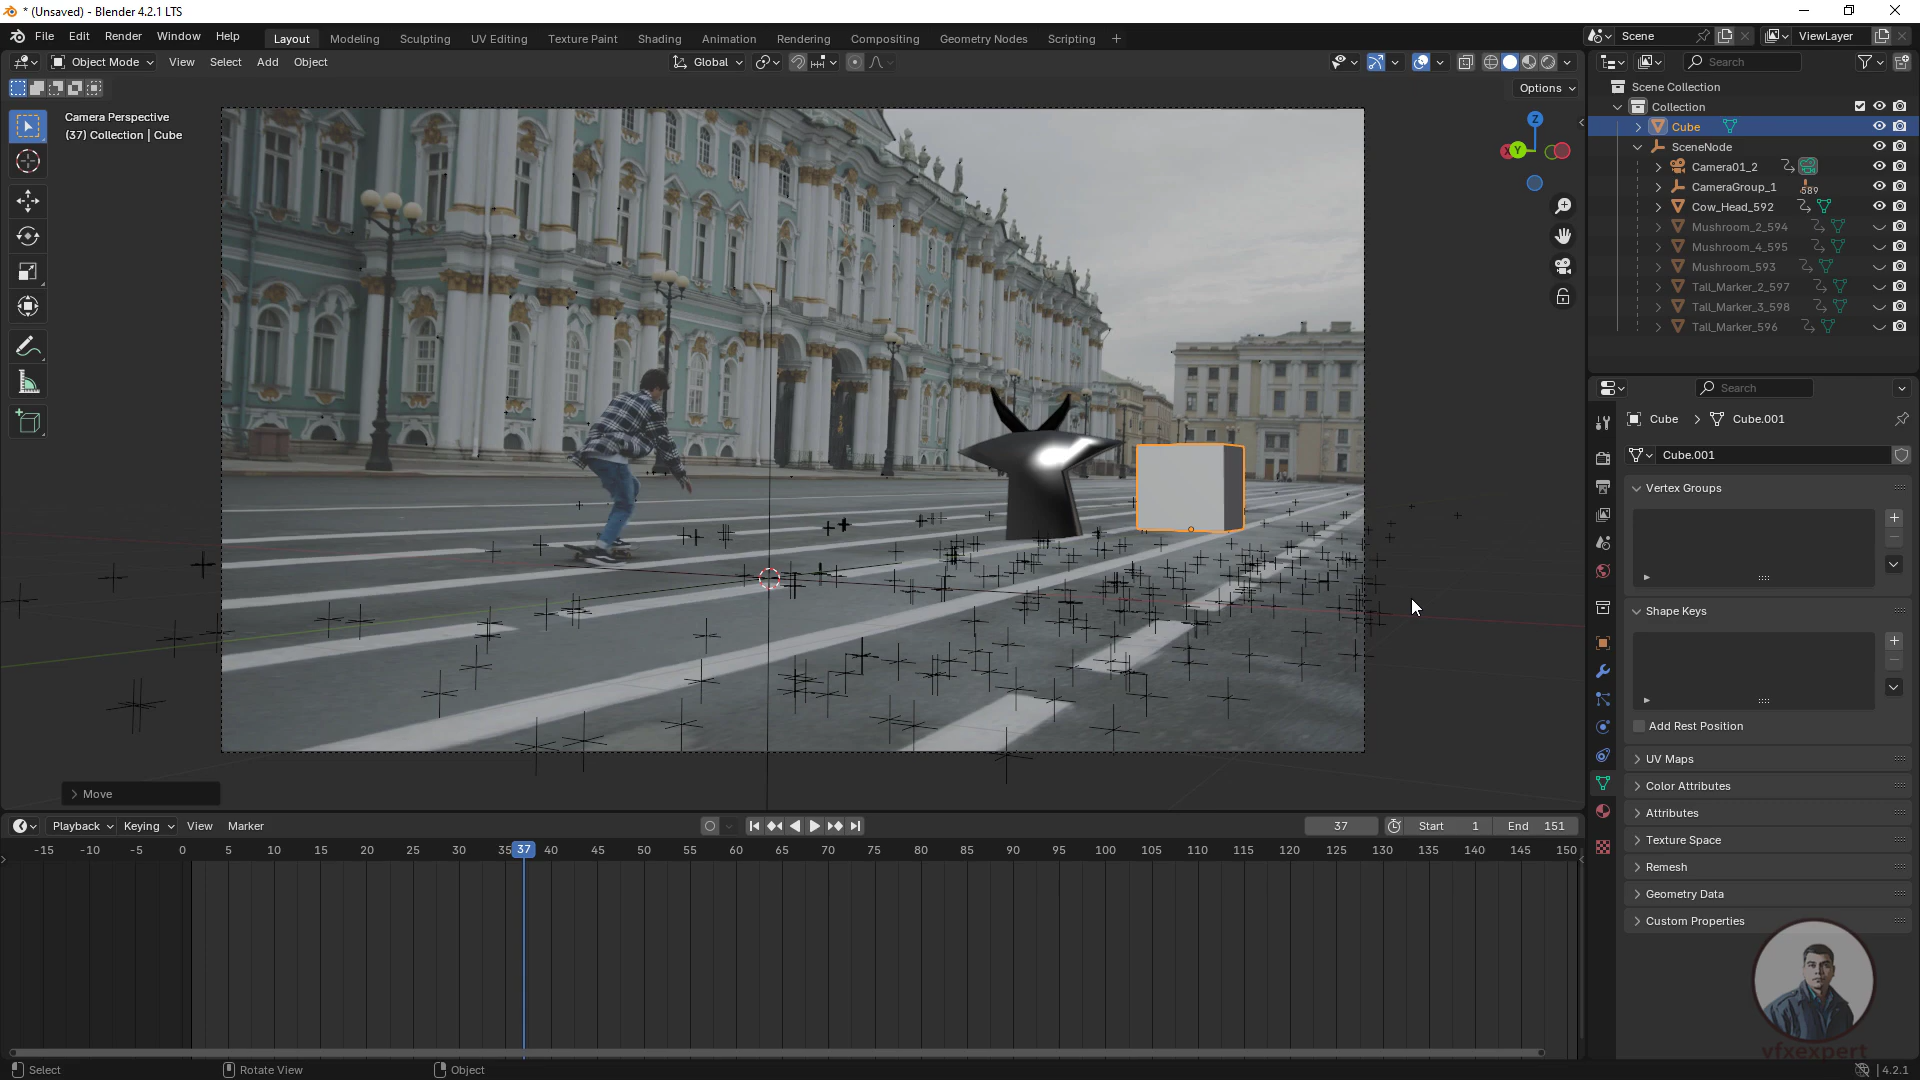 * (Unsaved) - Blender 4.2.1 LTS
File Edit Render Window Help
Layout Modeling Sculpting UV Editing Texture Paint Shading Animation Rendering Compositing Geometry Nodes Scripting
Scene ViewLayer
Object Mode View Select Add Object
Global
Search
Options
Camera Perspective
(37) Collection | Cube
Z
X Y
Scene Collection
Collection
Cube
SceneNode
Camera01_2
CameraGroup_1 589
Cow_Head_592
Mushroom_2_594
Mushroom_4_595
Mushroom_593
Tall_Marker_2_597
Tall_Marker_3_598
Tall_Marker_596
Search
Cube Cube.001
Cube.001
Vertex Groups
Shape Keys
Add Rest Position
UV Maps
Color Attributes
Attributes
Texture Space
Remesh
Geometry Data
Custom Properties
Move
Playback Keying View Marker
37 Start 1 End 151
-15 -10 -5 0 5 10 15 20 25 30 35 37 40 45 50 55 60 65 70 75 80 85 90 95 100 105 110 115 120 125 130 135 140 145 150
vfxexpert
Select Rotate View Object 4.2.1